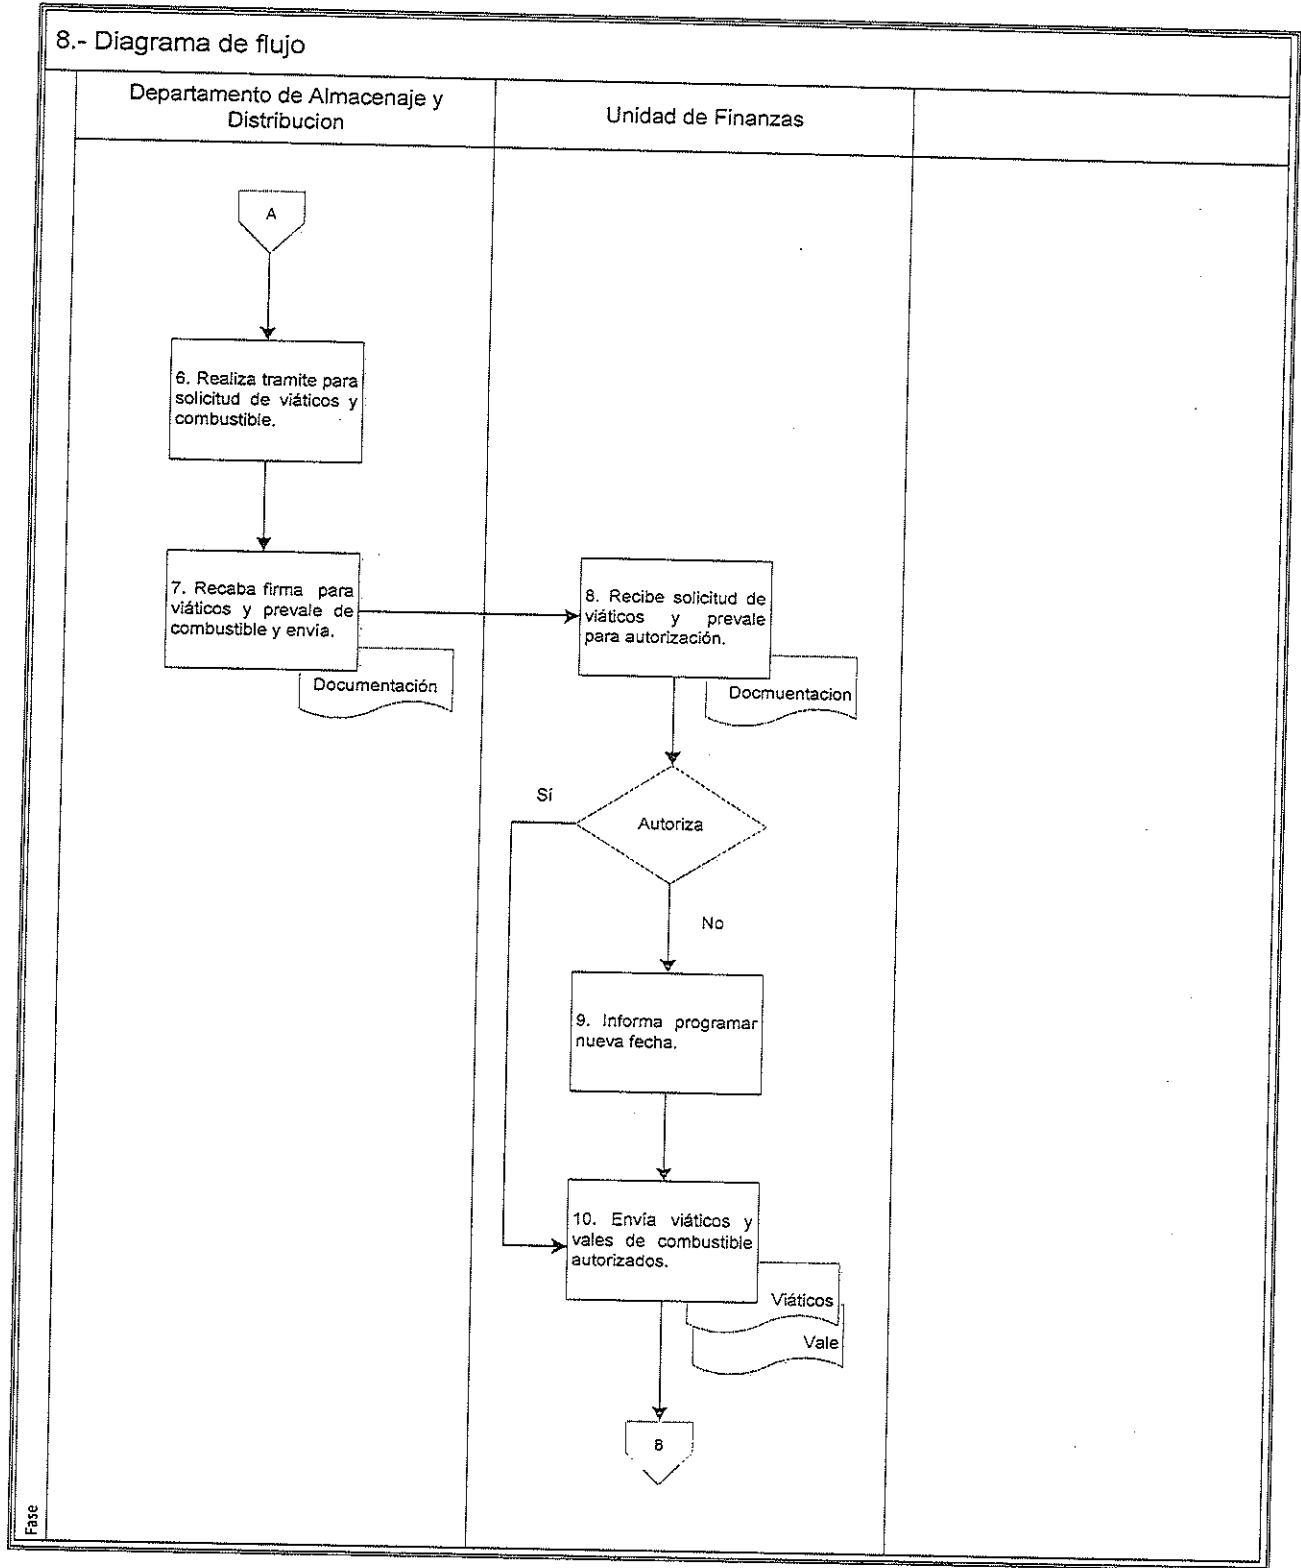 8.- Diagrama de flujo
Departamento de Almacenaje y
Distribucion
Unidad de Finanzas
A
6. Realiza tramite para
solicitud de viáticos y
combustible.
7. Recaba firma para
viáticos y prevale de
combustible y envía.
Documentación
8. Recibe solicitud de
viáticos y prevale
para autorización.
Docmuentacion
Autoriza
Sí
No
9. Informa programar
nueva fecha.
10. Envía viáticos y
vales de combustible
autorizados.
Viáticos
Vale
8
Fase